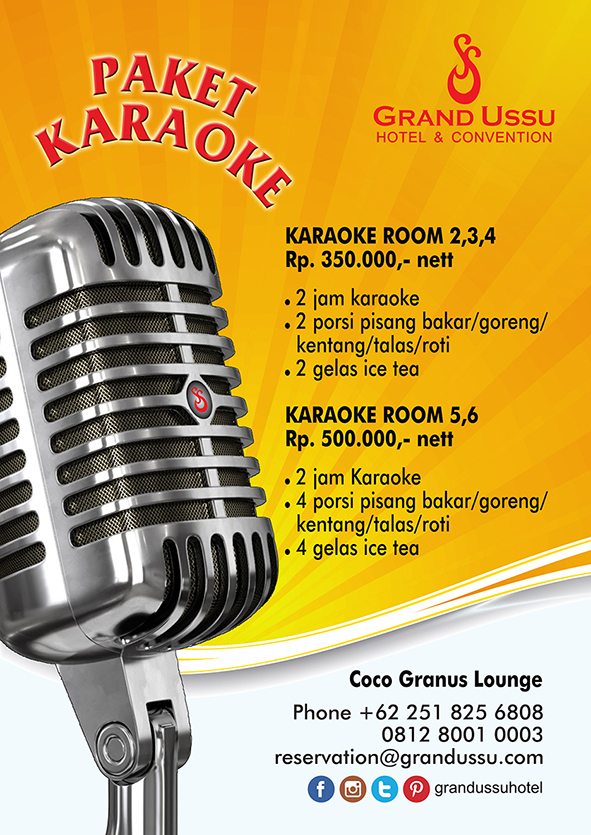 PAKET
KARAOKE
GRAND USSU
HOTEL & CONVENTION
KARAOKE ROOM 2,3,4
Rp. 350.000,- nett
• 2 jam karaoke
• 2 porsi pisang bakar/goreng/
kentang/talas/roti
• 2 gelas ice tea
KARAOKE ROOM 5,6
Rp. 500.000,- nett
• 2 jam Karaoke
• 4 porsi pisang bakar/goreng/
kentang/talas/roti
• 4 gelas ice tea
Coco Granus Lounge
Phone +62 251 825 6808
0812 8001 0003
reservation@grandussu.com
grandussuhotel